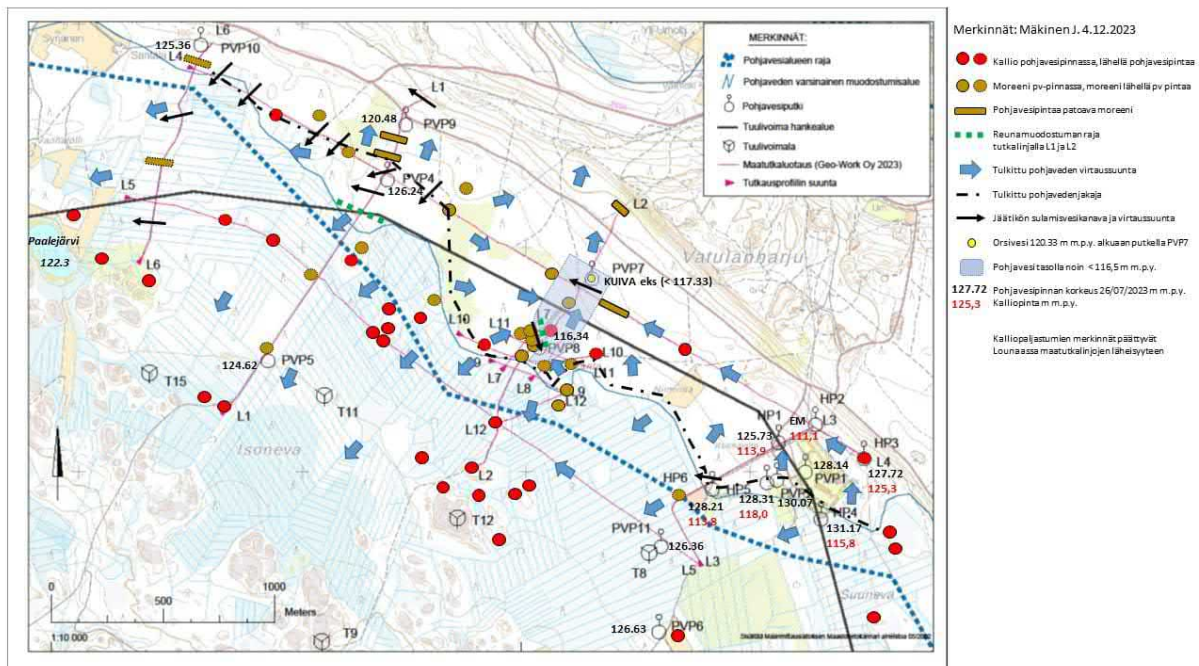 MERKINNÄT:
Pohjavesialueen raja
Pohjaveden varsinainen muodostumisalue
Pohjavesiputki
Tuulivoima hankealue
Tuulivoimala
Maatutkaluotaus (Geo-Work Oy 2023)
Tutkausprofiilin suunta
L6
125.36
PVP10
L4
L1
120.48
PVP9
PVP4
126.24
L5
Paalejärvi
122.3
L6
L2
Vatulanharju
PVP7
KUIVA eks (< 117.33)
L7
L10
L11
116.34
PVP8
L10
L11
L9
L7
L8
L9
L12
L12
124.62
PVP5
T15
T11
L1
Isoneva
L2
T12
HP2
HP1
EM
L3
125.73
111,1
113,9
HP3
L4
128.14
127.72
PVP1
125,3
HP6
HP5
128.31
130.07
128.21
118,0
HP4
113,8
131.17
115,8
PVP11
126.36
T8
L3
L5
Suuneva
126.63
PVP6
T9
0
500
1000
Meters
1:10 000
Merkinnät: Mäkinen J. 4.12.2023
Kallio pohjavesipinnassa, lähellä pohjavesipintaa
Moreeni pv-pinnassa, moreeni lähellä pv pintaa
Pohjavesipintaa patoava moreeni
Reunamuodostuman raja
tutkalinjalla L1 ja L2
Tulkittu pohjaveden virtaussuunta
Tulkittu pohjavedenjakaja
Jäätikön sulamisvesikanava ja virtaussuunta
Orsivesi 120.33 m m.p.y. alkuaan putkella PVP7
Pohjavesitasolla noin < 116,5 m m.p.y.
127.72 Pohjavesipinnan korkeus 26/07/2023 m m.p.y.
125,3 Kalliopinta m m.p.y.
Kalliopaljastumien merkinnät päättyvät
Lounaassa maatutkalinjojen läheisyyteen